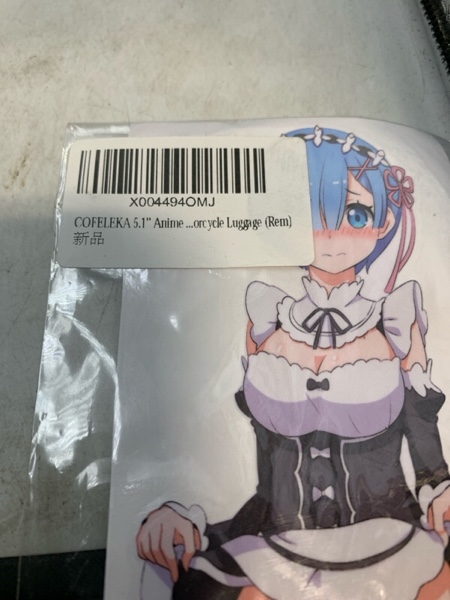 X004494OMJ
COFELEKA 5.1" Anime ...orcycle Luggage (Rem)
新品